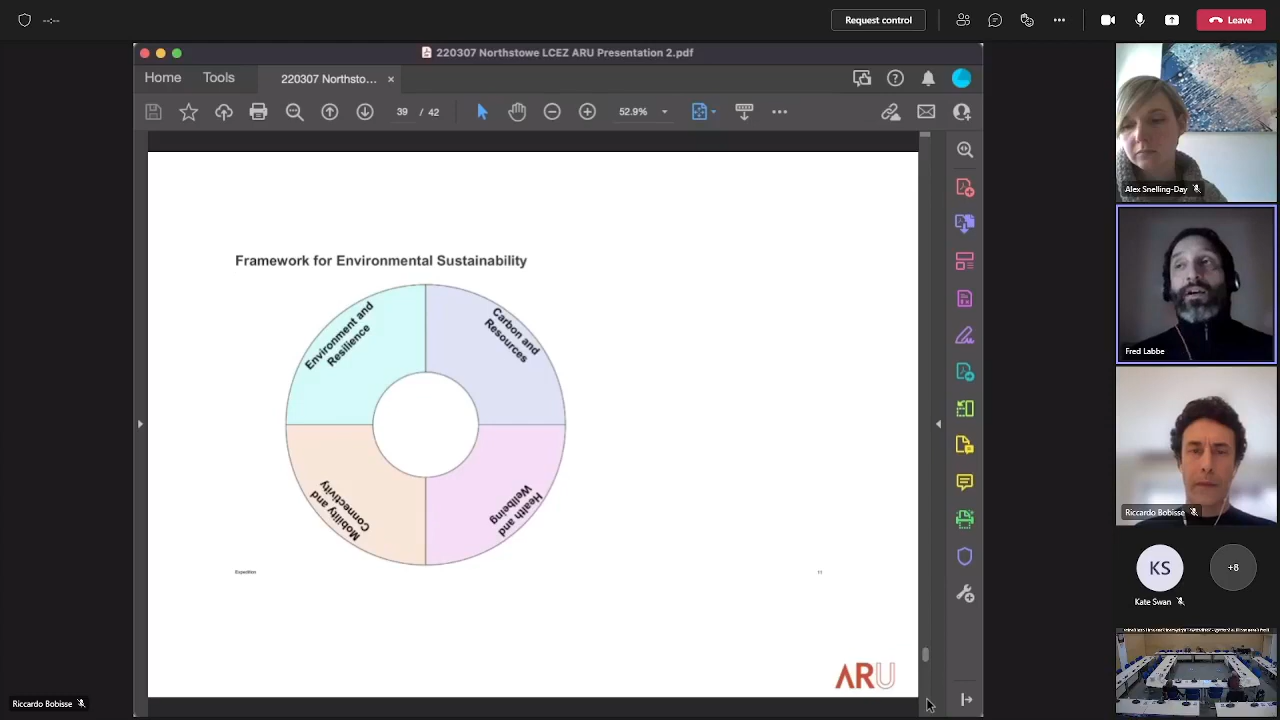 --:--
Request control
Leave
220307 Northstowe LCEZ ARU Presentation 2.pdf
Home
Tools
220307 Northsto...
39 / 42
52.9%
Framework for Environmental Sustainability
Environment and
Resilience
Carbon and
Resources
Mobility and
Connectivity
Health and
Wellbeing
Expedition
11
ARU
Alex Snelling-Day
Fred Labbe
Riccardo Bobisse
KS
+8
Kate Swan
Riccardo Bobisse